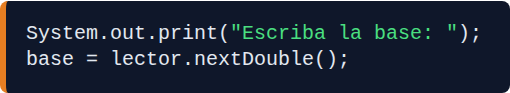 System.out.print("Escriba la base: ");
base = lector.nextDouble();